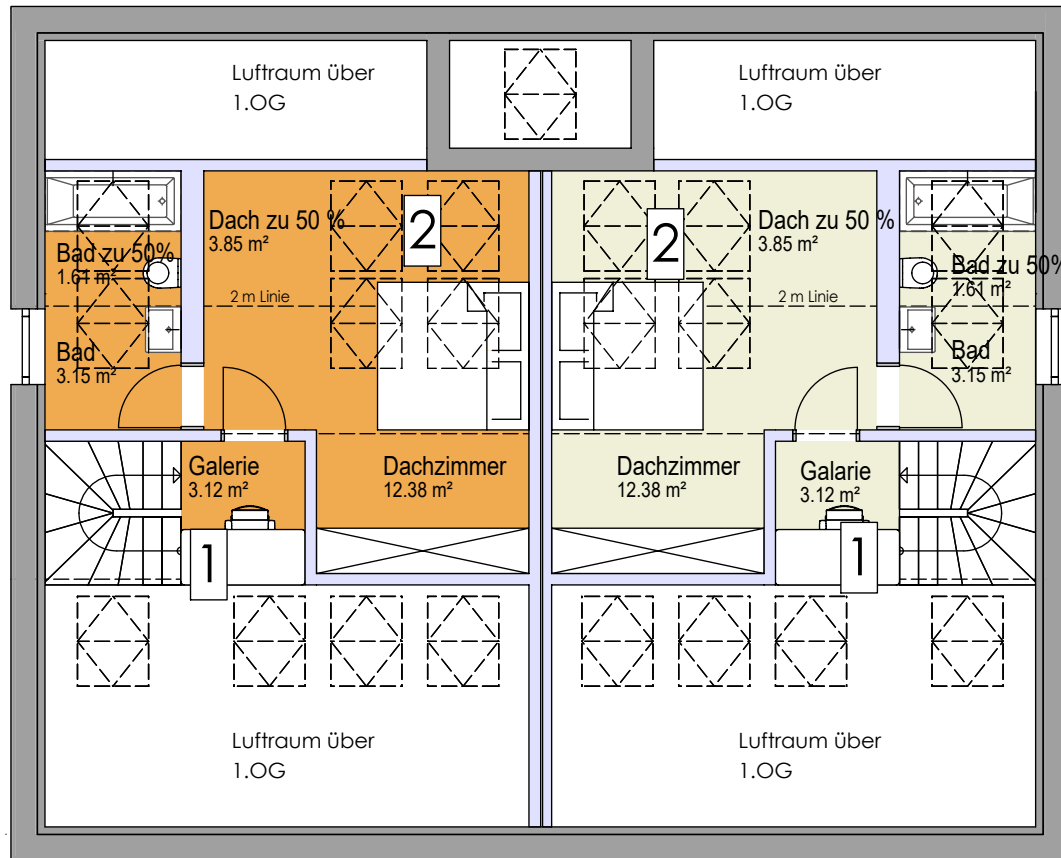 Luftraum über
1.OG
Luftraum über
1.OG
Dach zu 50 %
3.85 m²
2
2
Dach zu 50 %
3.85 m²
Bad zu 50%
1.61 m²
Bad zu 50%
1.61 m²
2 m Linie
2 m Linie
Bad
3.15 m²
Bad
3.15 m²
Galerie
3.12 m²
Dachzimmer
12.38 m²
Dachzimmer
12.38 m²
Galarie
3.12 m²
1
1
Luftraum über
1.OG
Luftraum über
1.OG